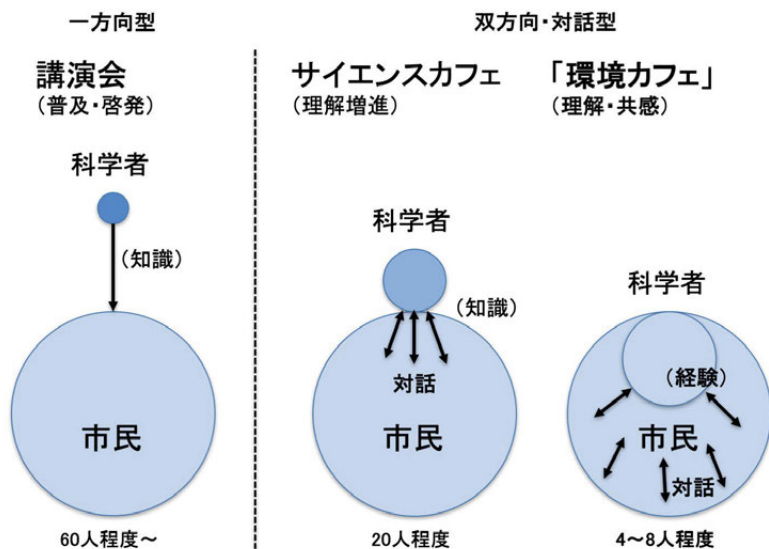 一方向型
講演会
(普及・啓発)
科学者
(知識)
市民
60人程度～
双方向・対話型
サイエンスカフェ
(理解増進)
科学者
(知識)
対話
市民
20人程度
「環境カフェ」
(理解・共感)
科学者
(経験)
市民
対話
4～8人程度